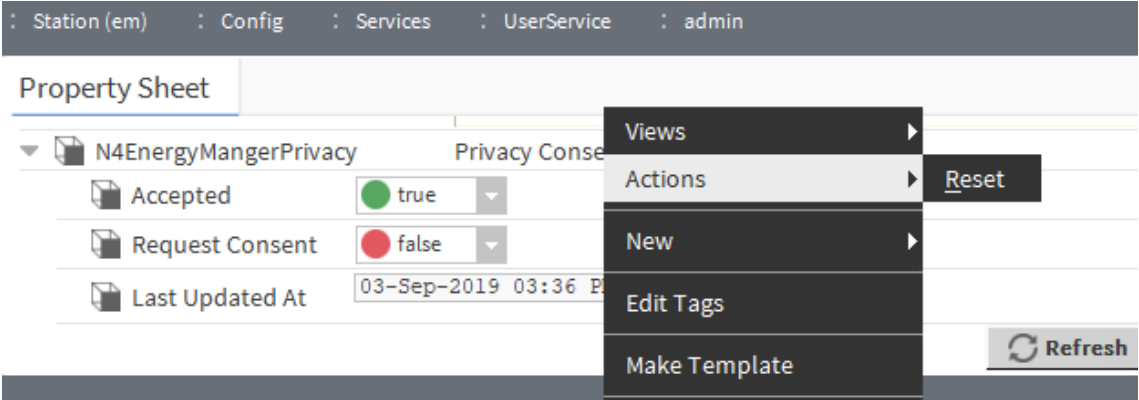 : Station (em) : Config : Services : UserService : admin
Property Sheet
N4EnergyMangerPrivacy Privacy Conse
Accepted true
Request Consent false
Last Updated At 03-Sep-2019 03:36 P
Views
Actions
Reset
New
Edit Tags
Make Template
Refresh